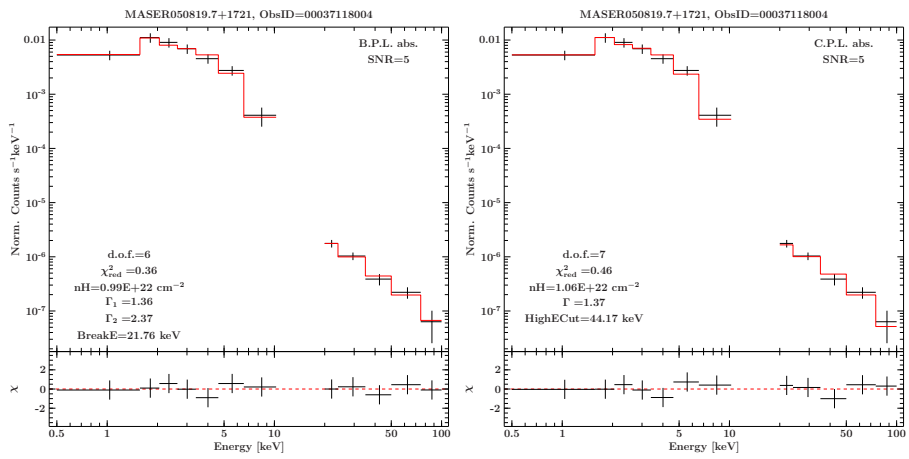 MASER050819.7+1721, ObsID=00037118004
B.P.L. abs.
SNR=5
Norm. Counts s⁻¹keV⁻¹
0.01
10⁻³
10⁻⁴
10⁻⁵
10⁻⁶
10⁻⁷
d.o.f.=6
χ²red =0.36
nH=0.99E+22 cm⁻²
Γ₁ =1.36
Γ₂ =2.37
BreakE=21.76 keV
χ
2
0
−2
0.5 1 5 10 50 100
Energy [keV]
MASER050819.7+1721, ObsID=00037118004
C.P.L. abs.
SNR=5
Norm. Counts s⁻¹keV⁻¹
0.01
10⁻³
10⁻⁴
10⁻⁵
10⁻⁶
10⁻⁷
d.o.f.=7
χ²red =0.46
nH=1.06E+22 cm⁻²
Γ =1.37
HighECut=44.17 keV
χ
2
0
−2
0.5 1 5 10 50 100
Energy [keV]